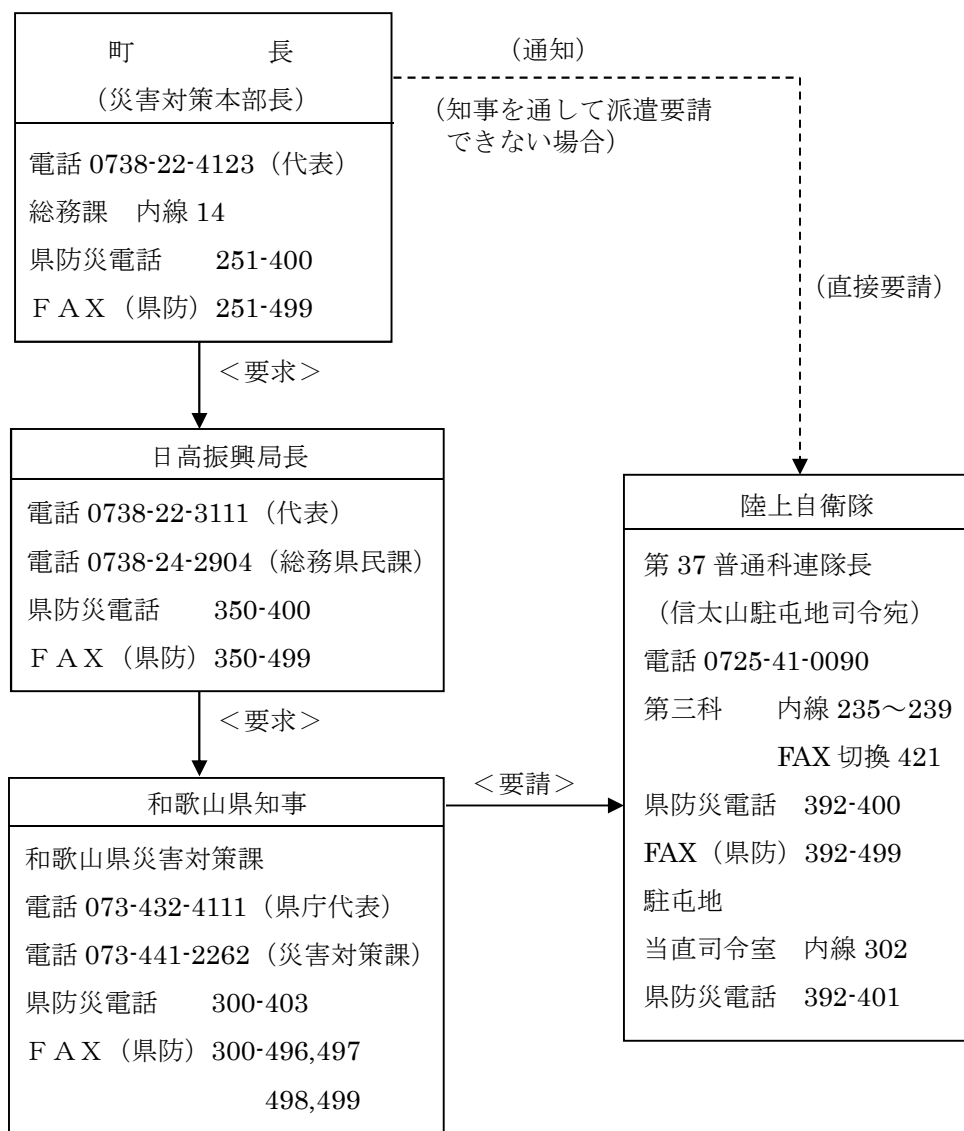 町　　　　長
（災害対策本部長）
電話 0738-22-4123（代表）
総務課　内線 14
県防災電話　　251-400
ＦＡＸ（県防）251-499
（通知）
（知事を通して派遣要請
できない場合）
（直接要請）
＜要求＞
日高振興局長
電話 0738-22-3111（代表）
電話 0738-24-2904（総務県民課）
県防災電話　　350-400
ＦＡＸ（県防）350-499
＜要求＞
和歌山県知事
和歌山県災害対策課
電話 073-432-4111（県庁代表）
電話 073-441-2262（災害対策課）
県防災電話　　300-403
ＦＡＸ（県防）300-496,497
498,499
＜要請＞
陸上自衛隊
第 37 普通科連隊長
（信太山駐屯地司令宛）
電話 0725-41-0090
第三科　　内線 235～239
FAX 切換 421
県防災電話　392-400
FAX（県防）392-499
駐屯地
当直司令室　内線 302
県防災電話　392-401